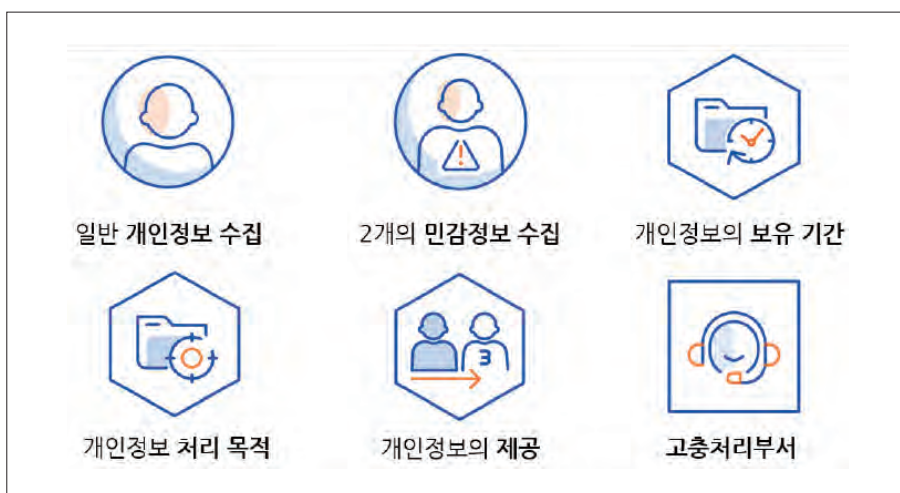 일반 개인정보 수집
2개의 민감정보 수집
개인정보의 보유 기간
3
개인정보 처리 목적
개인정보의 제공
고충처리부서